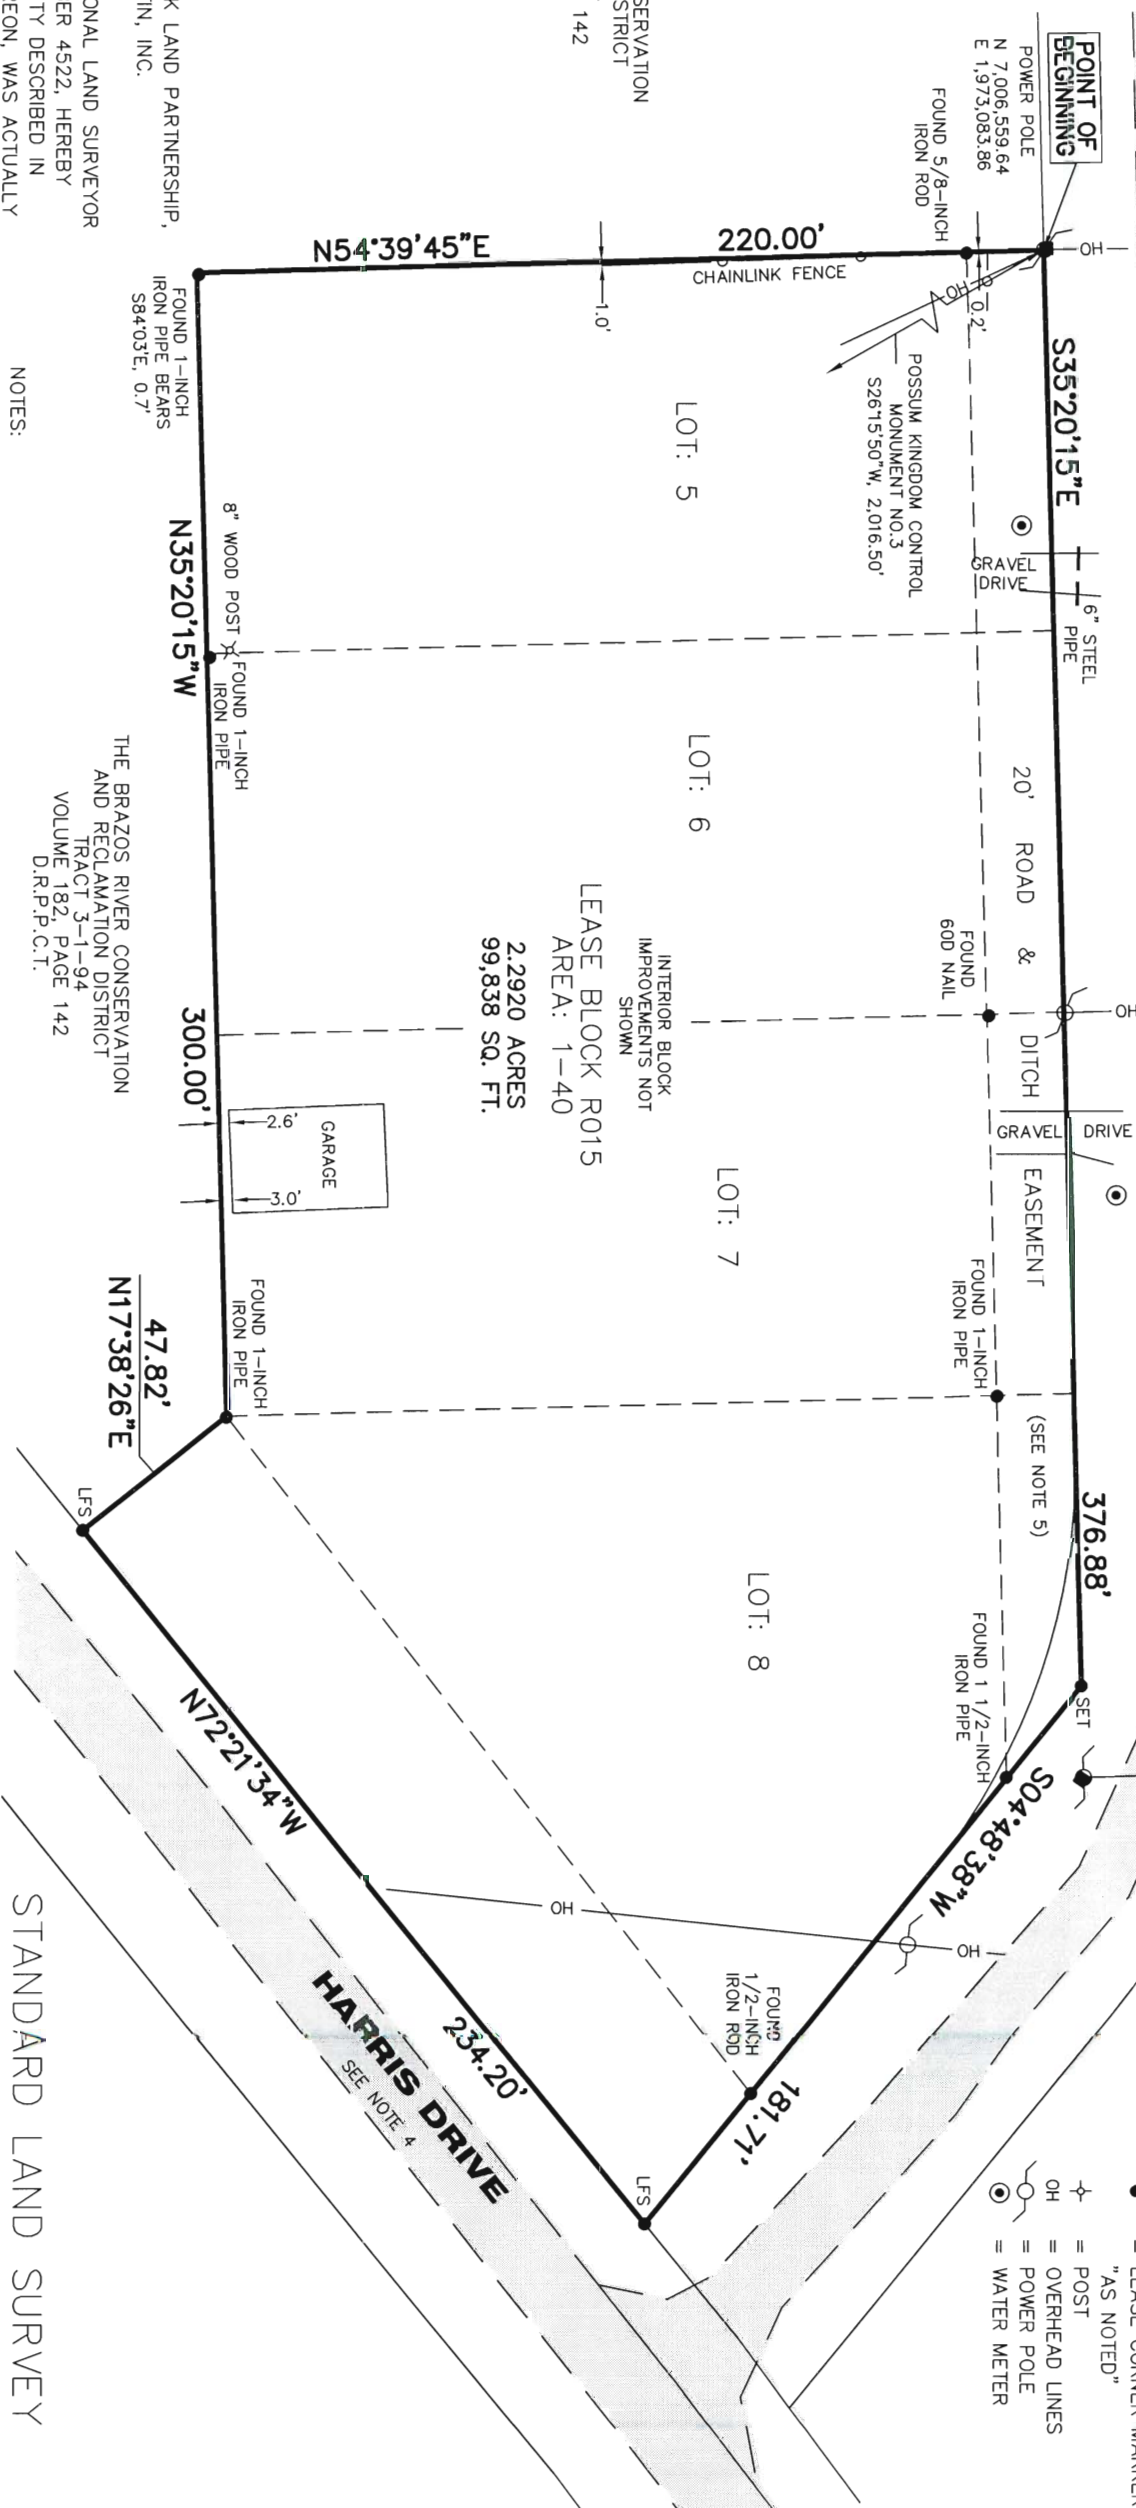 POINT OF
BEGINNING
POWER POLE
N 7,006,559.64
E 1,973,083.86
FOUND 5/8-INCH
IRON ROD
SERVATION
STRICT
142
K LAND PARTNERSHIP,
IN, INC.
ONAL LAND SURVEYOR
ER 4522, HEREBY
TY DESCRIBED IN
REON, WAS ACTUALLY
OH
S35°20'15"E
376.88'
N54°39'45"E
220.00'
CHAINLINK FENCE
OH
0.2'
1.0'
POSSUM KINGDOM CONTROL
MONUMENT NO.3
S26°15'50"W, 2,016.50'
GRAVEL
DRIVE
6" STEEL
PIPE
20' ROAD & DITCH EASEMENT
(SEE NOTE 5)
FOUND
60D NAIL
OH
GRAVEL DRIVE
FOUND 1-INCH
IRON PIPE
FOUND 1 1/2-INCH
IRON PIPE
SET
S04°48'38"W
181.71'
LOT: 5
LOT: 6
LOT: 7
LOT: 8
INTERIOR BLOCK
IMPROVEMENTS NOT
SHOWN
LEASE BLOCK R015
AREA: 1-40
2.2920 ACRES
99,838 SQ. FT.
GARAGE
2.6'
3.0'
FOUND 1-INCH
IRON PIPE BEARS
S84°03'E, 0.7'
8" WOOD POST
FOUND 1-INCH
IRON PIPE
N35°20'15"W
300.00'
FOUND 1-INCH
IRON PIPE
47.82'
N17°38'26"E
LFS
N72°21'34"W
234.20'
OH
OH
FOUND
1/2-INCH
IRON ROD
LFS
HARRIS DRIVE
SEE NOTE 4
THE BRAZOS RIVER CONSERVATION
AND RECLAMATION DISTRICT
TRACT 3-1-94
VOLUME 182, PAGE 142
D.R.P.P.C.T.
NOTES:
= LEASE CORNER MARKER
"AS NOTED"
= POST
OH = OVERHEAD LINES
= POWER POLE
= WATER METER
STANDARD LAND SURVEY